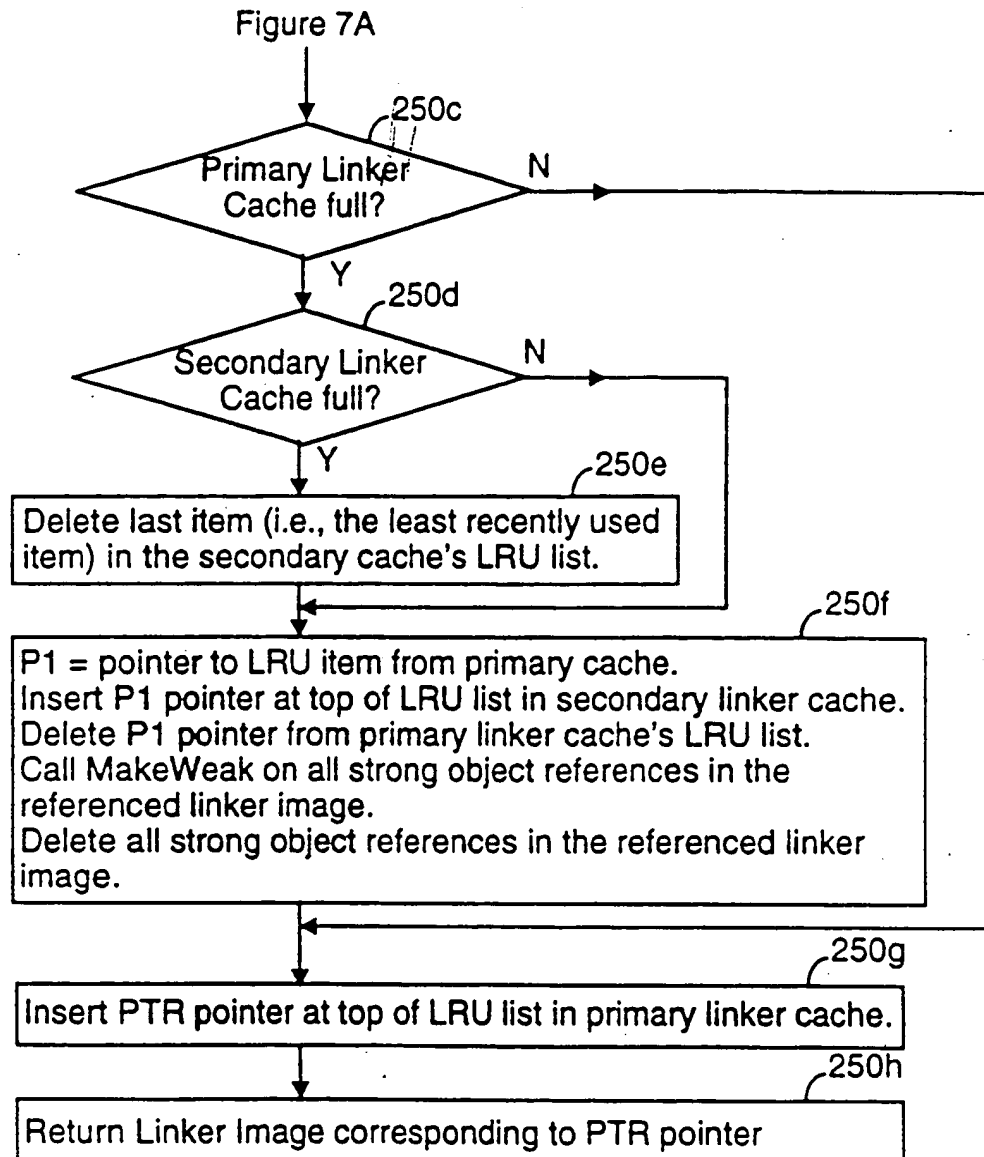 Figure 7A
250c
Primary Linker
Cache full?
N
Y
250d
Secondary Linker
Cache full?
N
Y
250e
Delete last item (i.e., the least recently used
item) in the secondary cache's LRU list.
250f
P1 = pointer to LRU item from primary cache.
Insert P1 pointer at top of LRU list in secondary linker cache.
Delete P1 pointer from primary linker cache's LRU list.
Call MakeWeak on all strong object references in the
referenced linker image.
Delete all strong object references in the referenced linker
image.
250g
Insert PTR pointer at top of LRU list in primary linker cache.
250h
Return Linker Image corresponding to PTR pointer